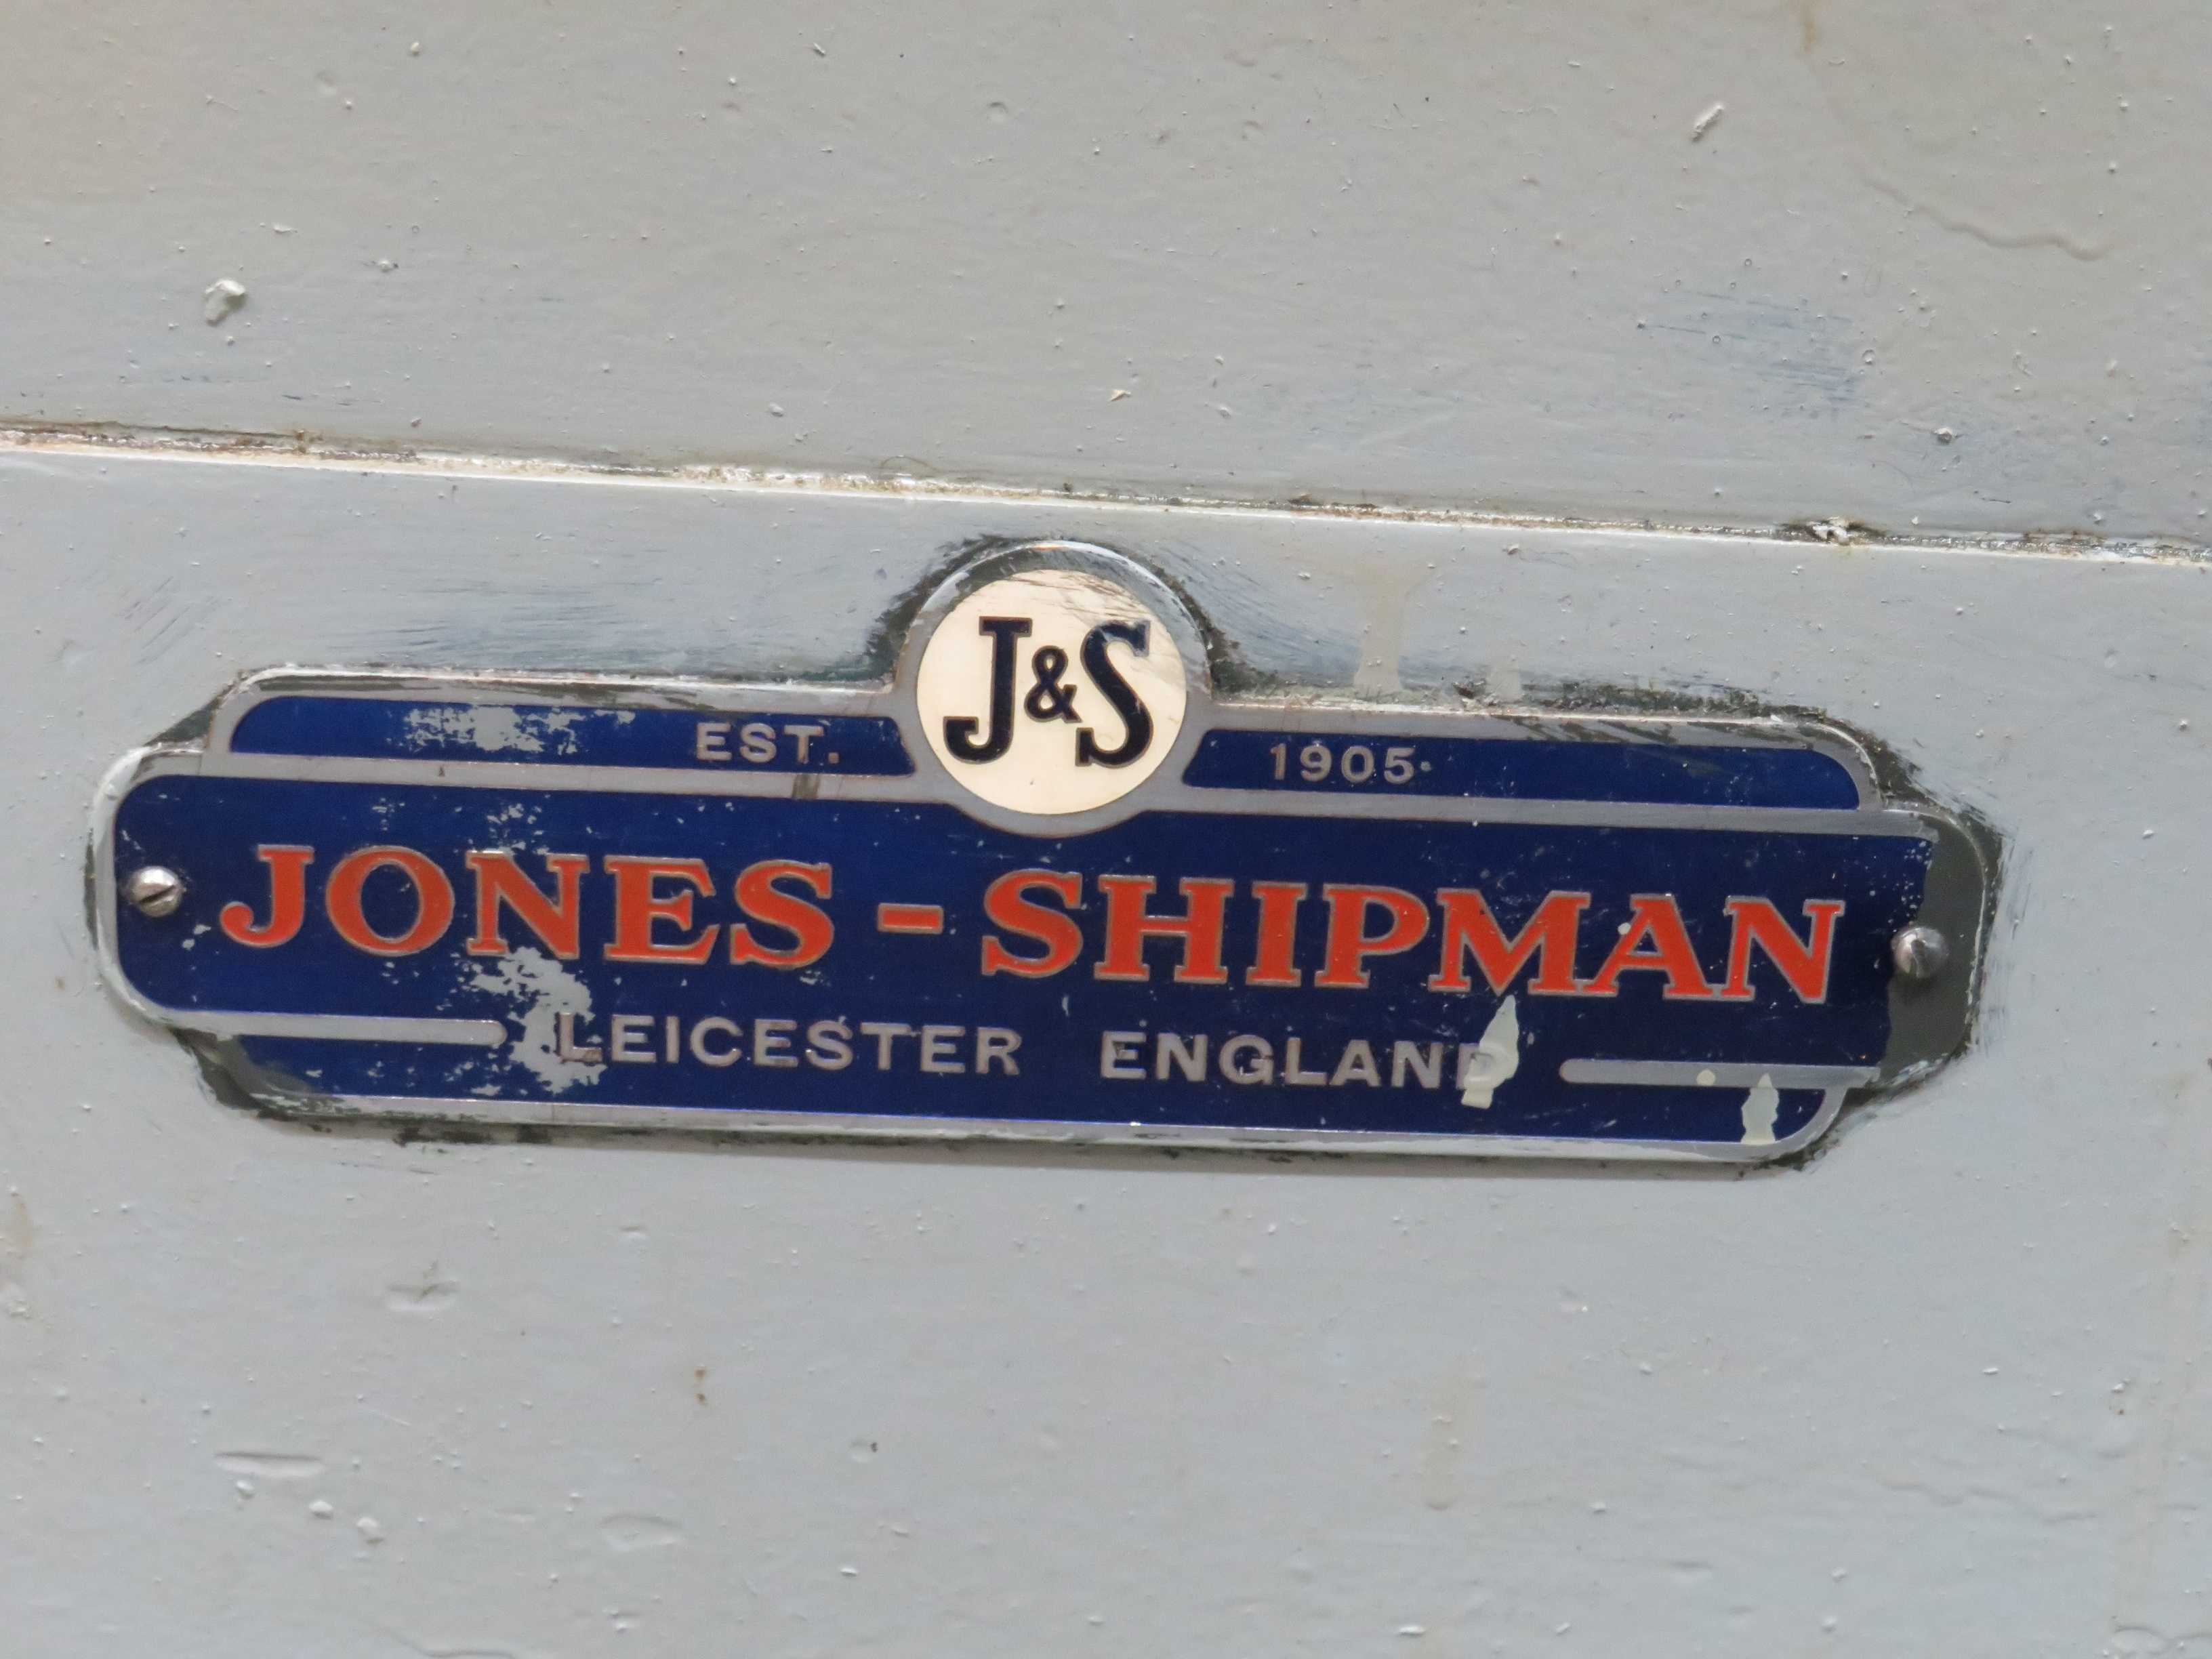 J&S
EST. 1905.
JONES-SHIPMAN
LEICESTER ENGLAND